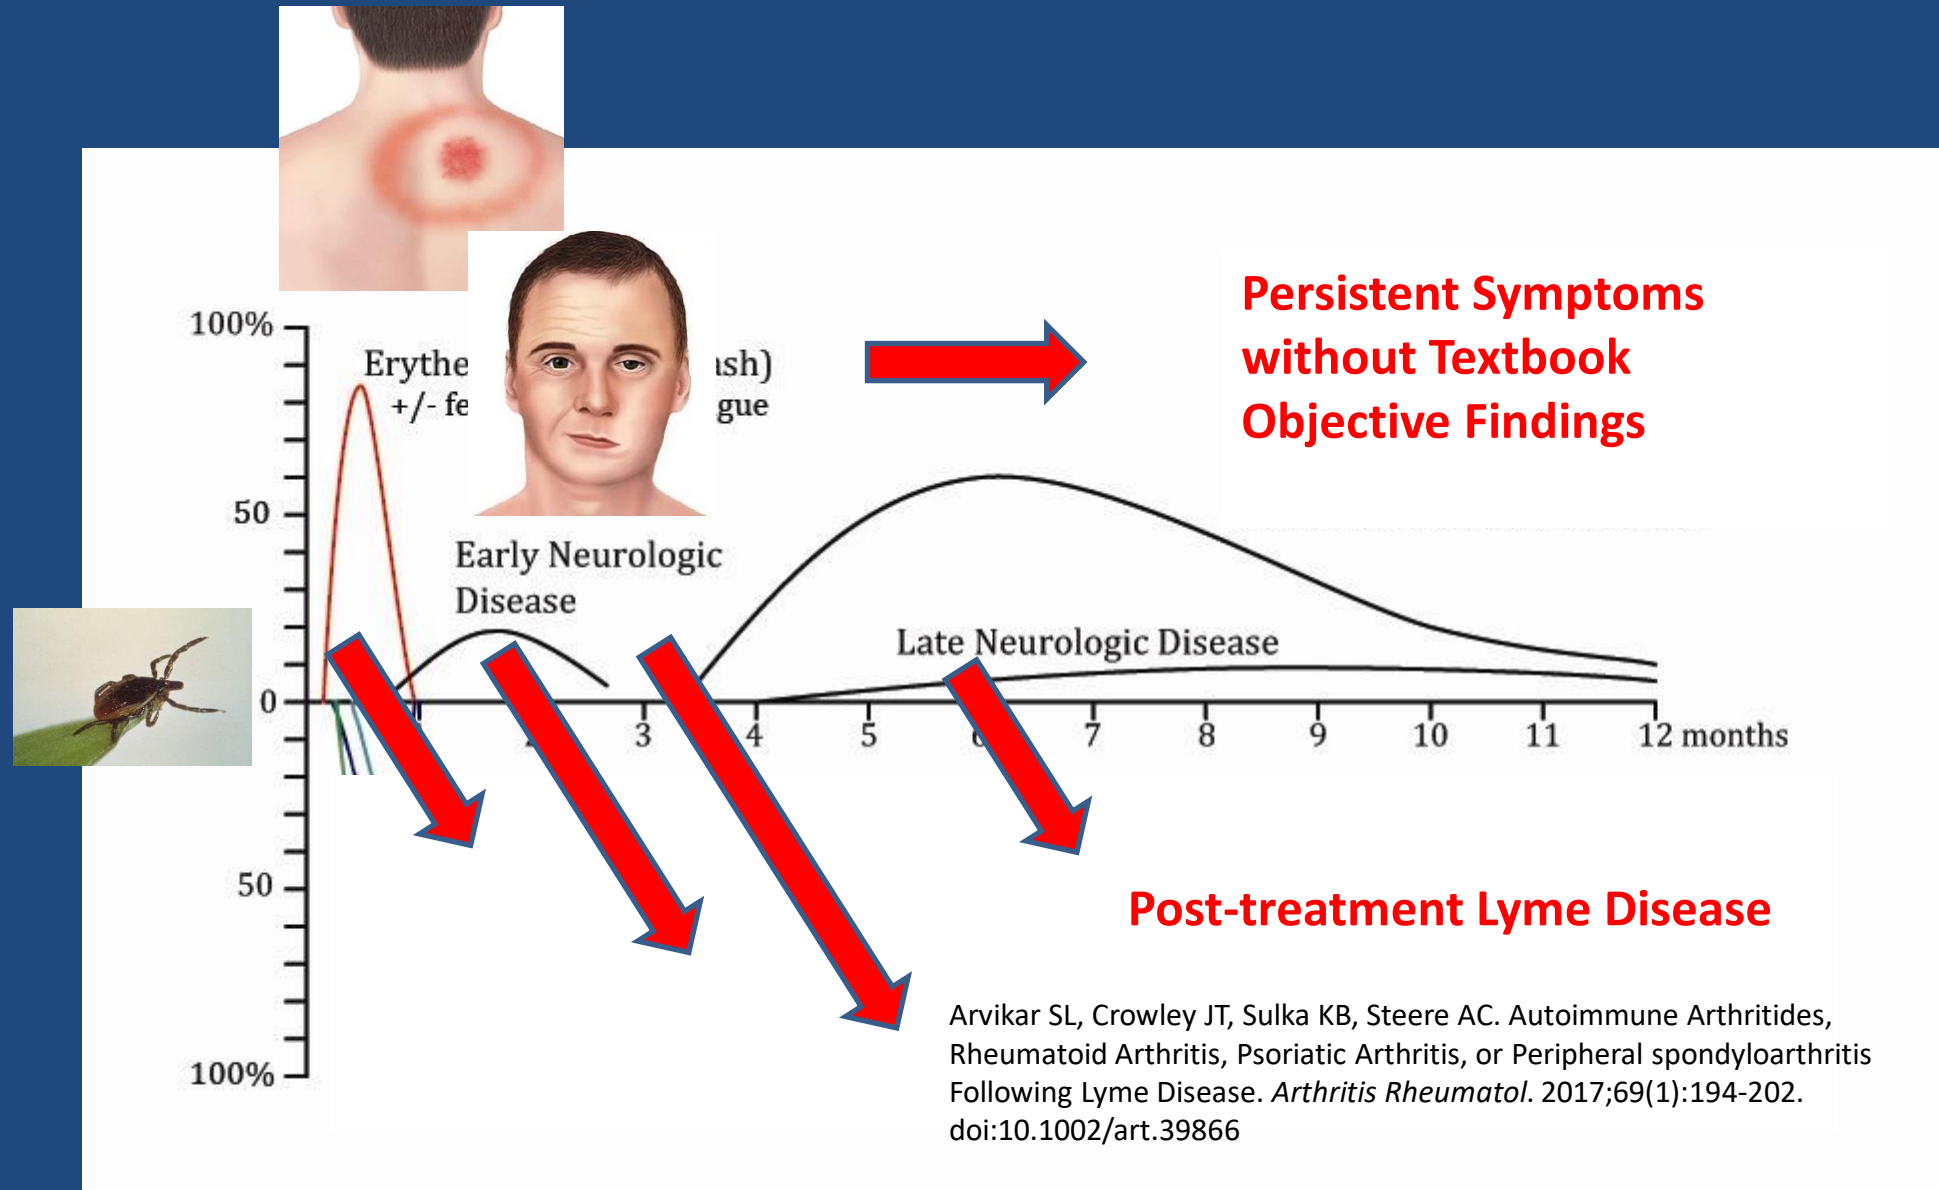 100%
Erythe ash)
+/- fe gue
50
Early Neurologic
Disease
Persistent Symptoms
without Textbook
Objective Findings
Late Neurologic Disease
0
3 4 5 7 8 9 10 11 12 months
50
100%
Post-treatment Lyme Disease
Arvikar SL, Crowley JT, Sulka KB, Steere AC. Autoimmune Arthritides,
Rheumatoid Arthritis, Psoriatic Arthritis, or Peripheral spondyloarthritis
Following Lyme Disease. Arthritis Rheumatol. 2017;69(1):194-202.
doi:10.1002/art.39866